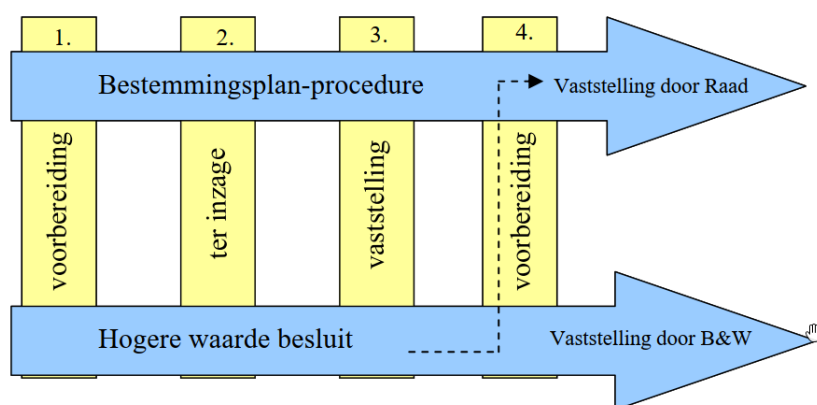 1.
2.
3.
4.
Bestemmingsplan-procedure
Vaststelling door Raad
voorbereiding
ter inzage
vaststelling
voorbereiding
Hogere waarde besluit
Vaststelling door B&W